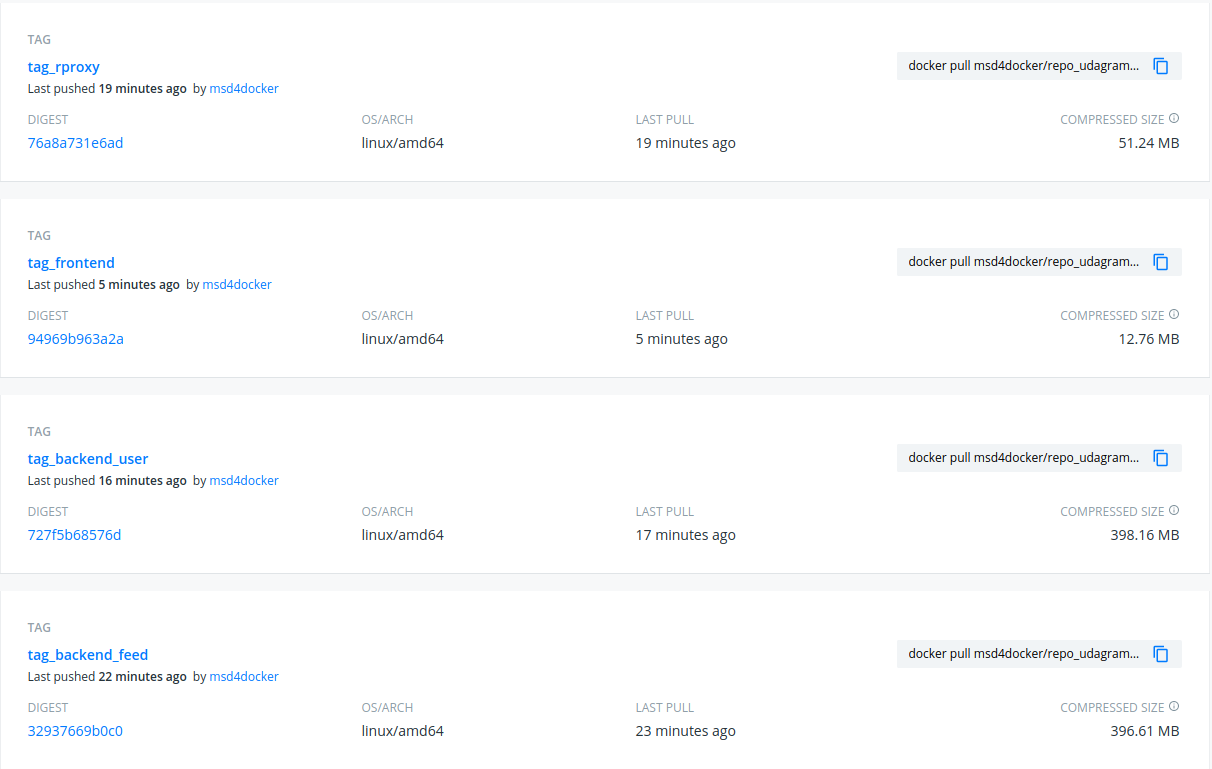 TAG
tag_rproxy
docker pull msd4docker/repo_udagram...
Last pushed 19 minutes ago by msd4docker
DIGEST OS/ARCH LAST PULL COMPRESSED SIZE
76a8a731e6ad linux/amd64 19 minutes ago 51.24 MB
TAG
tag_frontend
docker pull msd4docker/repo_udagram...
Last pushed 5 minutes ago by msd4docker
DIGEST OS/ARCH LAST PULL COMPRESSED SIZE
94969b963a2a linux/amd64 5 minutes ago 12.76 MB
TAG
tag_backend_user
docker pull msd4docker/repo_udagram...
Last pushed 16 minutes ago by msd4docker
DIGEST OS/ARCH LAST PULL COMPRESSED SIZE
727f5b68576d linux/amd64 17 minutes ago 398.16 MB
TAG
tag_backend_feed
docker pull msd4docker/repo_udagram...
Last pushed 22 minutes ago by msd4docker
DIGEST OS/ARCH LAST PULL COMPRESSED SIZE
32937669b0c0 linux/amd64 23 minutes ago 396.61 MB